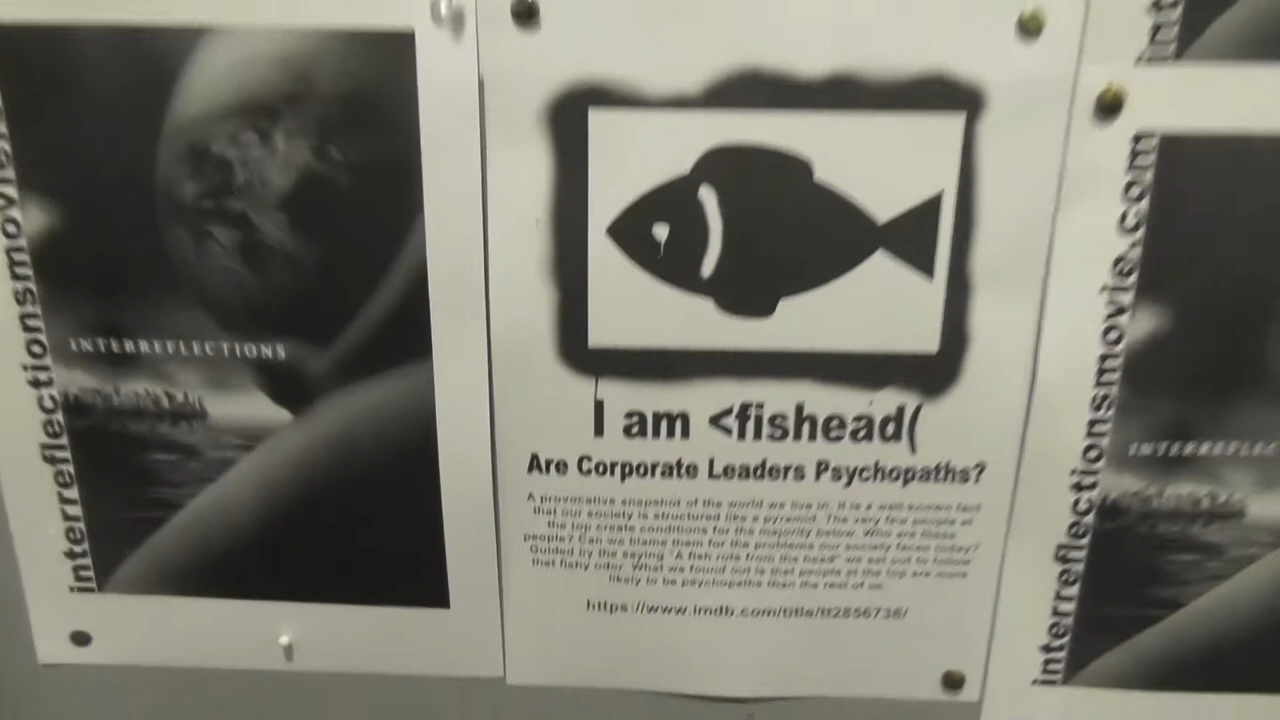 interreflectionsmovie.
INTERREFLECTIONS
I am <fishead(
Are Corporate Leaders Psychopaths?
A provocative snapshot of the world we live in. It is a well known fact
that our society is structured like a pyramid. The very few people at
the top create conditions for the majority below. Who are these
people? Can we blame them for the problems our society faces today?
Guided by the saying "A fish rots from the head" we set out to follow
that fishy odor. What we found out is that people at the top are more
likely to be psychopaths than the rest of us.
https://www.imdb.com/title/tt2856736/
interreflectionsmovie.com
INTERREFLEC
int